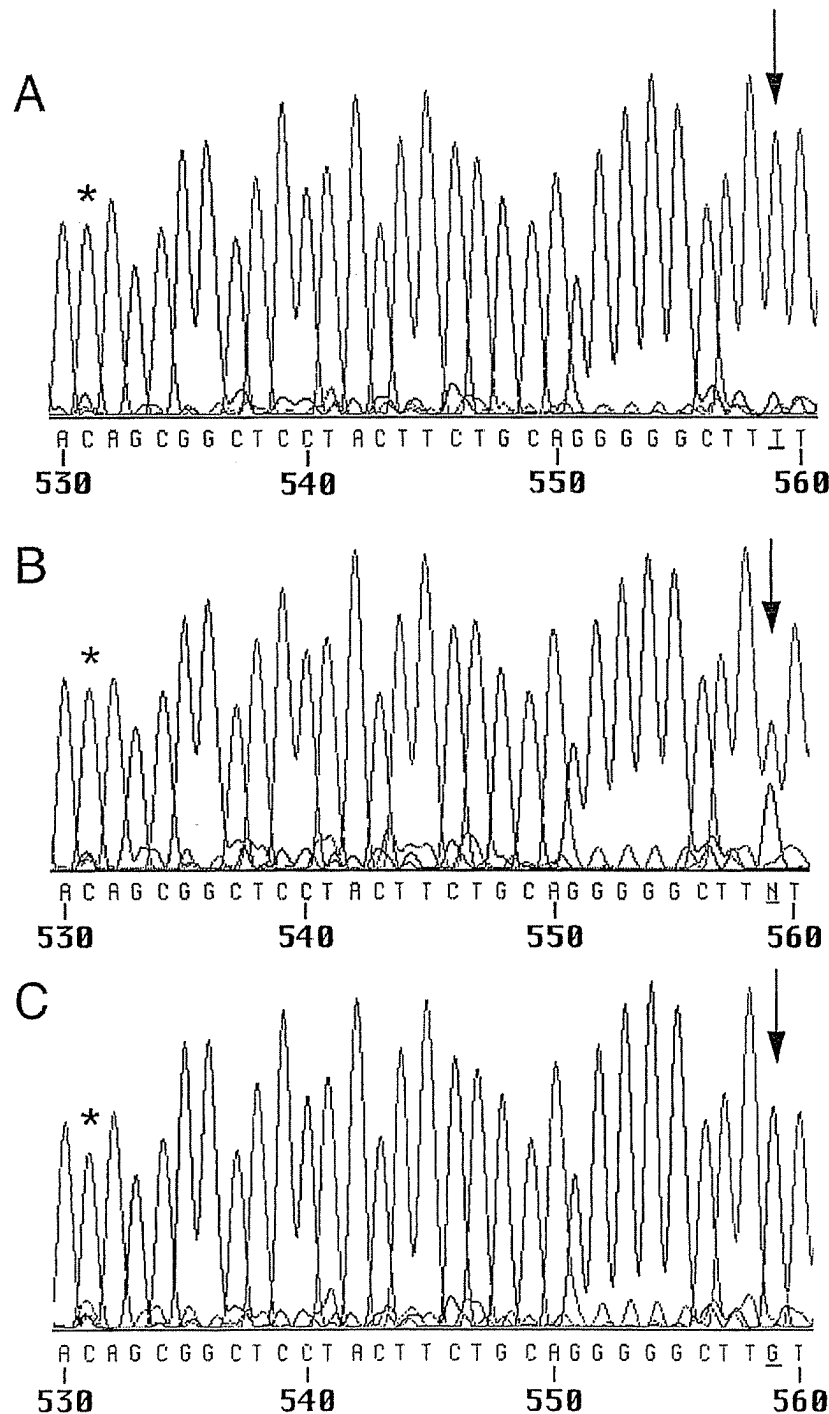 A
*
A C A G C G G C T C C T A C T T C T G C A G G G G G C T T T T
530 540 550 560
B
*
A C A G C G G C T C C T A C T T C T G C A G G G G G C T T N T
530 540 550 560
C
*
A C A G C G G C T C C T A C T T C T G C A G G G G G C T T G T
530 540 550 560